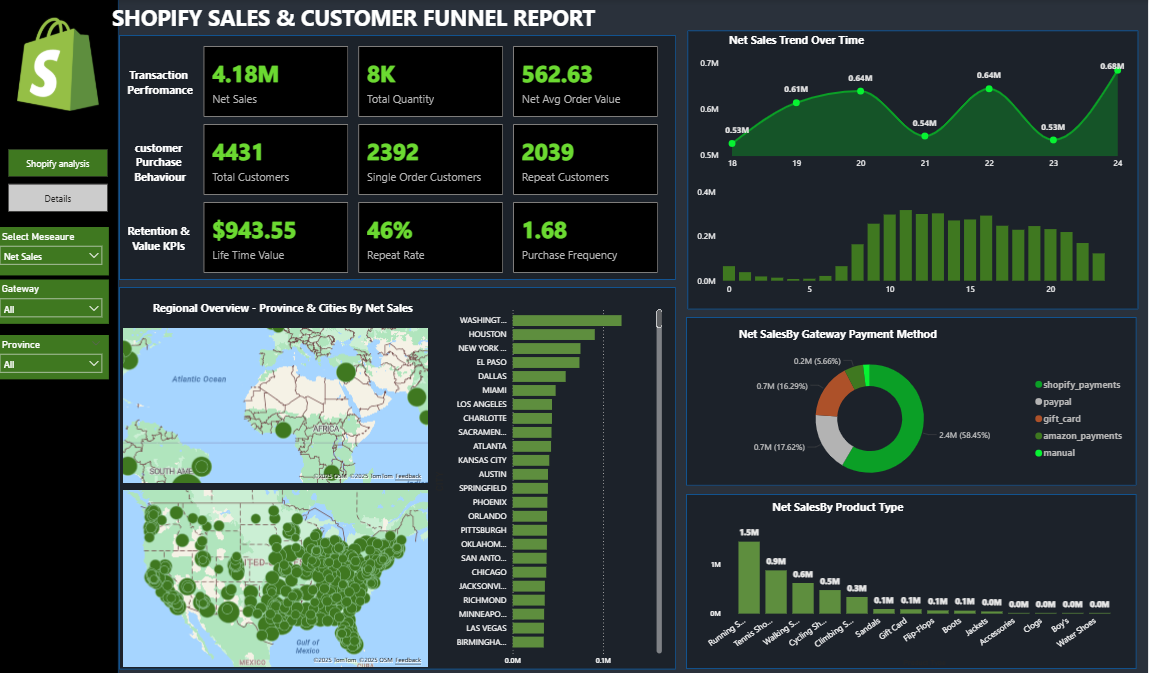 SHOPIFY SALES & CUSTOMER FUNNEL REPORT
S
Shopify analysis
Details
Select Meseaure
Net Sales
Gateway
All
Province
All
Transaction
Perfromance
4.18M
Net Sales
8K
Total Quantity
562.63
Net Avg Order Value
customer
Purchase
Behaviour
4431
Total Customers
2392
Single Order Customers
2039
Repeat Customers
Retention &
Value KPIs
$943.55
Life Time Value
46%
Repeat Rate
1.68
Purchase Frequency
Regional Overview - Province & Cities By Net Sales
Atlantic Ocean
AFRICA
SOUTH AME
©2025 TomTom Feedback
Gulf of
Mexico
MEXICO
©2025 TomTom ©2025 OSM Feedback
WASHINGT...
HOUSTON
NEW YORK ...
EL PASO
DALLAS
MIAMI
LOS ANGELES
CHARLOTTE
SACRAMEN...
ATLANTA
KANSAS CITY
AUSTIN
SPRINGFIELD
PHOENIX
ORLANDO
PITTSBURGH
OKLAHOM...
SAN ANTO...
CHICAGO
JACKSONVI...
RICHMOND
MINNEAPO...
LAS VEGAS
BIRMINGHA...
0.0M 0.1M
Net Sales Trend Over Time
0.7M
0.6M
0.5M
0.53M 0.61M 0.64M 0.54M 0.64M 0.53M 0.68M
18 19 20 21 22 23 24
0.4M
0.2M
0.0M
0 5 10 15 20
Net SalesBy Gateway Payment Method
0.2M (5.66%)
0.7M (16.29%)
0.7M (17.62%)
2.4M (58.45%)
shopify_payments
paypal
gift_card
amazon_payments
manual
Net SalesBy Product Type
1M
0M
1.5M 0.9M 0.6M 0.5M 0.3M 0.1M 0.1M 0.1M 0.1M 0.0M 0.0M 0.0M 0.0M 0.0M
Running S... Tennis Sho... Walking S... Cycling Sh... Climbing S... Sandals Gift Card Flip-Flops Boots Jackets Accessories Clogs Boy's Water Shoes